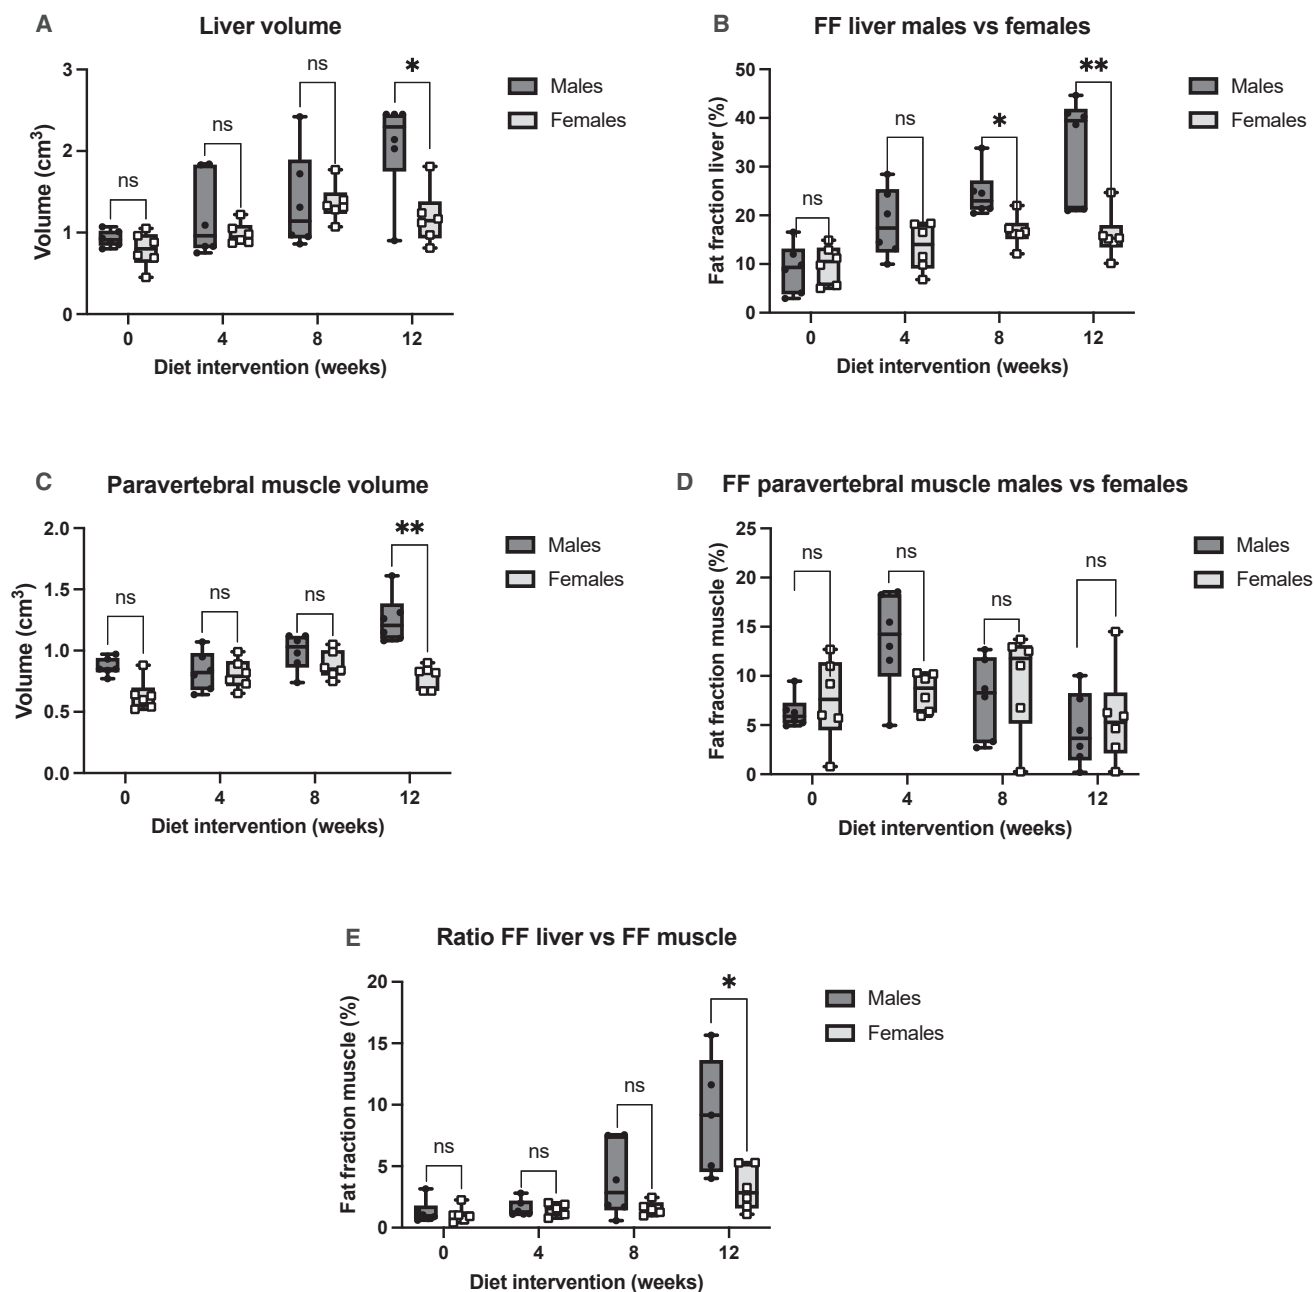 A
Liver volume
Volume (cm³)
3
2
1
0
ns
ns
ns
*
0
4
8
12
Diet intervention (weeks)
Males
Females
B
FF liver males vs females
Fat fraction liver (%)
50
40
30
20
10
0
ns
ns
*
**
0
4
8
12
Diet intervention (weeks)
Males
Females
C
Paravertebral muscle volume
Volume (cm³)
2.0
1.5
1.0
0.5
0.0
ns
ns
ns
**
0
4
8
12
Diet intervention (weeks)
Males
Females
D
FF paravertebral muscle males vs females
Fat fraction muscle (%)
25
20
15
10
5
0
ns
ns
ns
ns
0
4
8
12
Diet intervention (weeks)
Males
Females
E
Ratio FF liver vs FF muscle
Fat fraction muscle (%)
20
15
10
5
0
ns
ns
ns
*
0
4
8
12
Diet intervention (weeks)
Males
Females